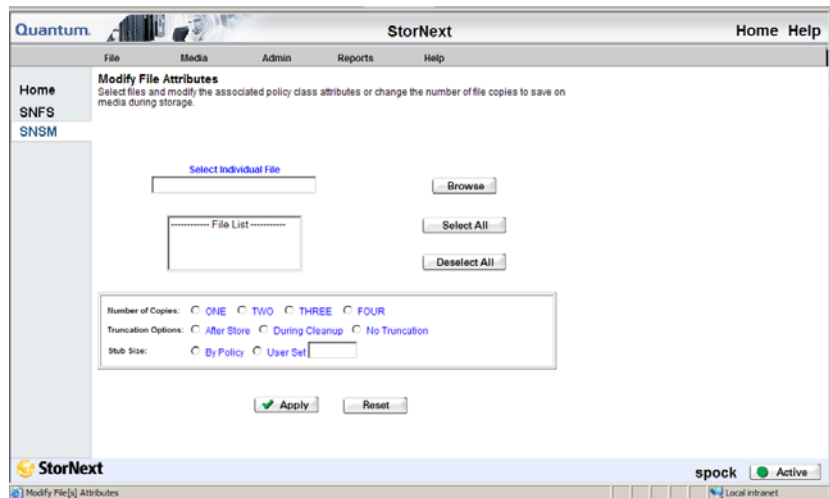 Quantum. StorNext Home Help
File Media Admin Reports Help
Home
SNFS
SNSM
Modify File Attributes
Select files and modify the associated policy class attributes or change the number of file copies to save on
media during storage.
Select Individual File
Browse
------------ File List -----------
Select All
Deselect All
Number of Copies: ONE TWO THREE FOUR
Truncation Options: After Store During Cleanup No Truncation
Stub Size: By Policy User Set
Apply Reset
StorNext spock Active
Modify File[s] Attributes Local intranet